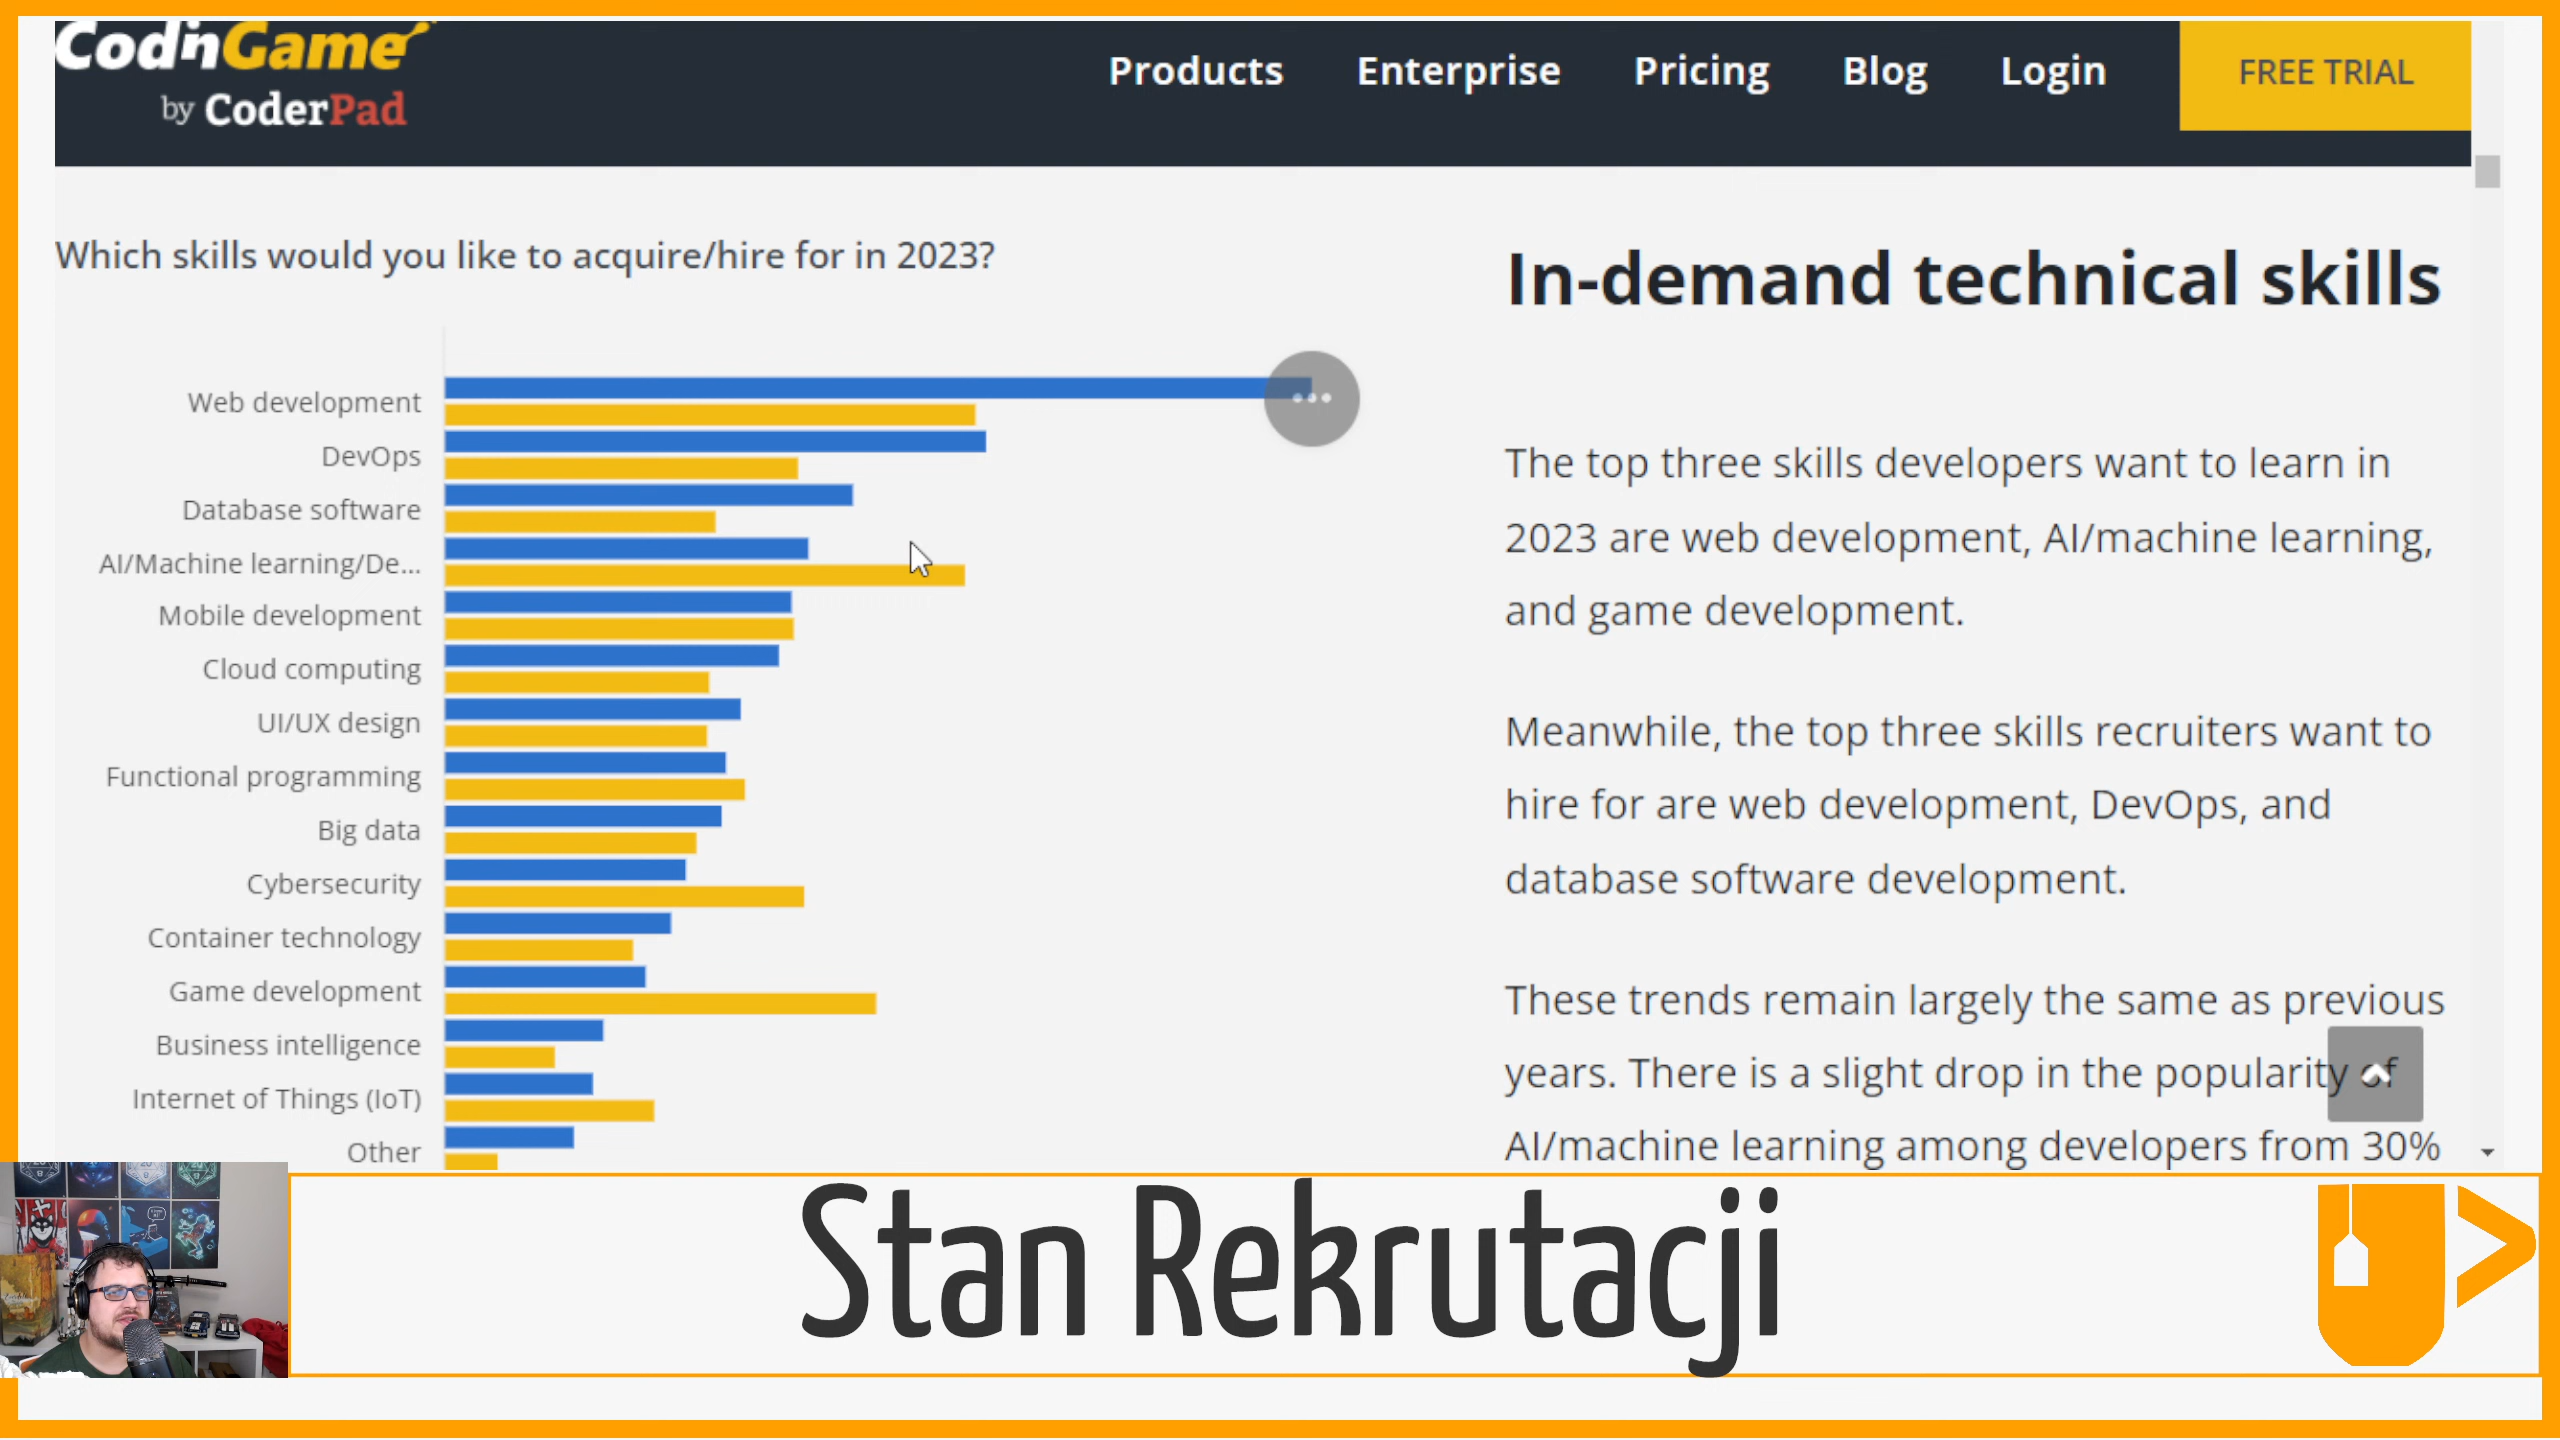 CodinGame
by CoderPad
Products
Enterprise
Pricing
Blog
Login
FREE TRIAL
Which skills would you like to acquire/hire for in 2023?
Web development
DevOps
Database software
AI/Machine learning/De...
Mobile development
Cloud computing
UI/UX design
Functional programming
Big data
Cybersecurity
Container technology
Game development
Business intelligence
Internet of Things (IoT)
Other
In-demand technical skills
The top three skills developers want to learn in
2023 are web development, AI/machine learning,
and game development.
Meanwhile, the top three skills recruiters want to
hire for are web development, DevOps, and
database software development.
These trends remain largely the same as previous
years. There is a slight drop in the popularity of
AI/machine learning among developers from 30%
Stan Rekrutacji